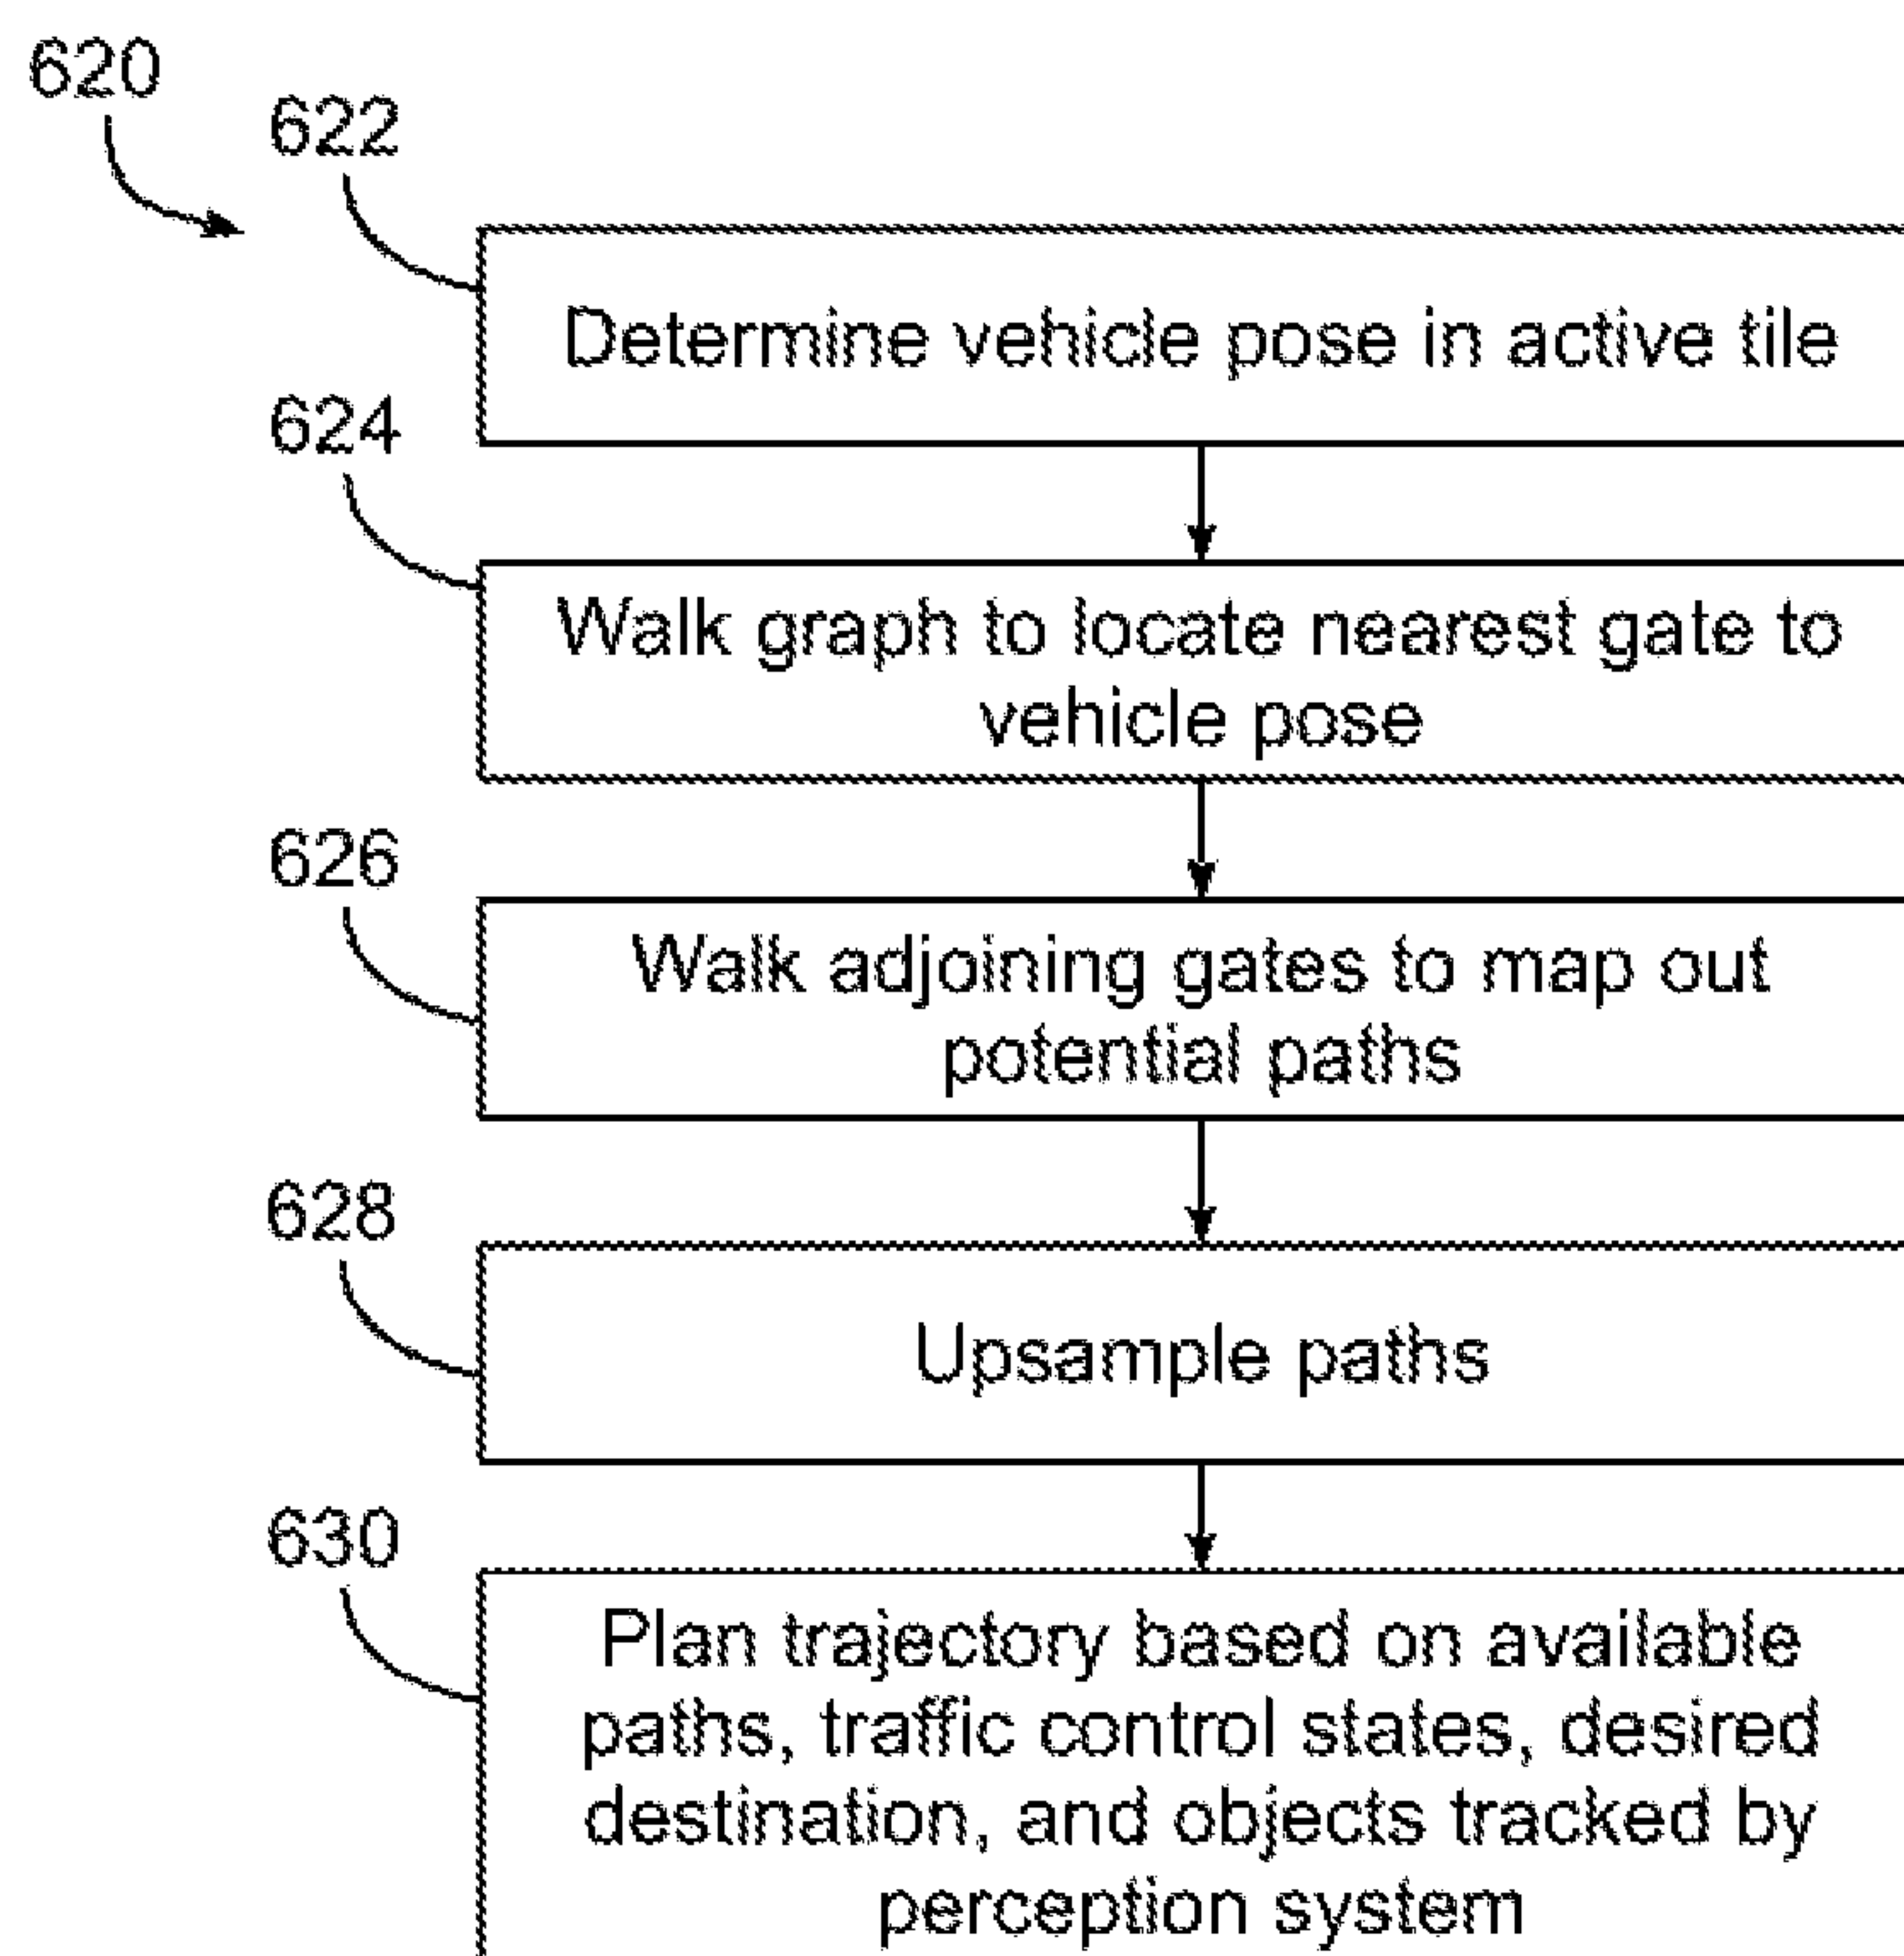 620
622
Determine vehicle pose in active tile
624
Walk graph to locate nearest gate to
vehicle pose
626
Walk adjoining gates to map out
potential paths
628
Upsample paths
630
Plan trajectory based on available
paths, traffic control states, desired
destination, and objects tracked by
perception system